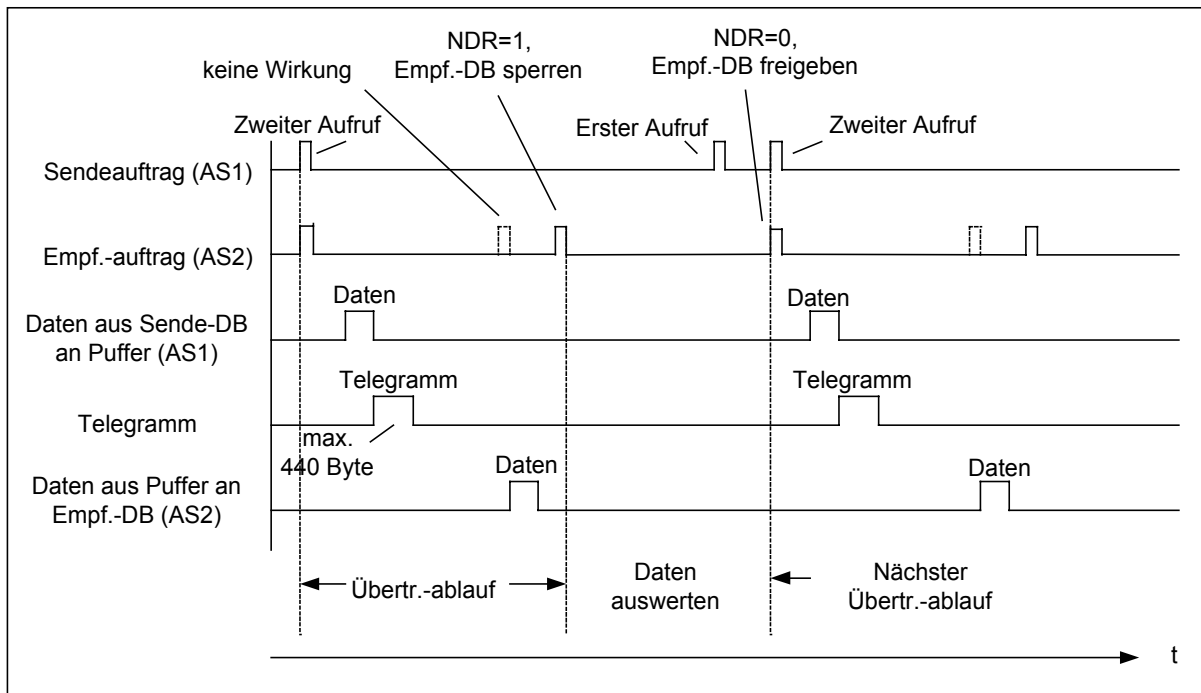 NDR=1,
Empf.-DB sperren
NDR=0,
Empf.-DB freigeben
keine Wirkung
Zweiter Aufruf
Erster Aufruf
Zweiter Aufruf
Sendeauftrag (AS1)
Empf.-auftrag (AS2)
Daten
Daten
Daten aus Sende-DB
an Puffer (AS1)
Telegramm
Telegramm
Telegramm
max.
440 Byte
Daten
Daten
Daten aus Puffer an
Empf.-DB (AS2)
Übertr.-ablauf
Daten
auswerten
Nächster
Übertr.-ablauf
t